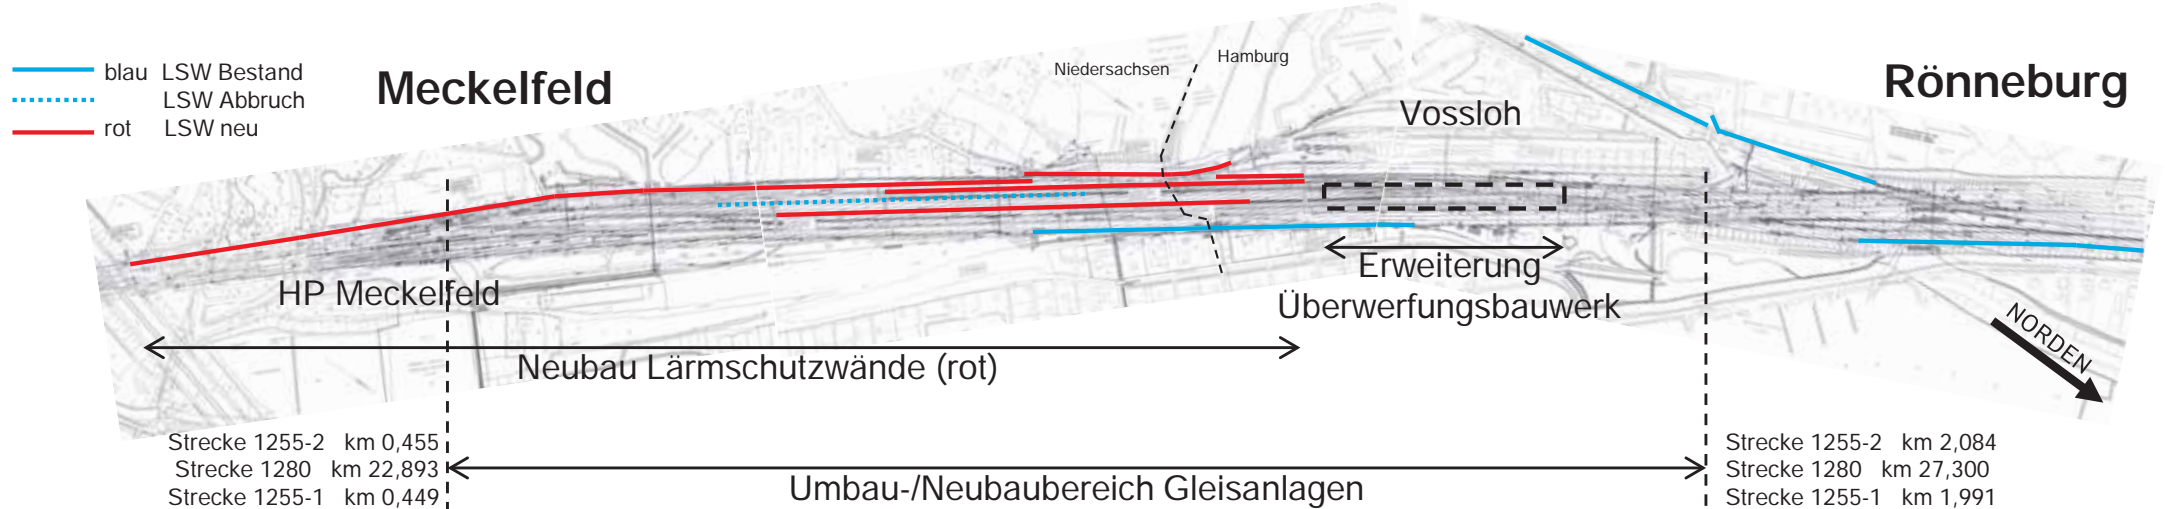 blau LSW Bestand
LSW Abbruch
rot LSW neu
Meckelfeld
Niedersachsen
Hamburg
Vossloh
Rönneburg
HP Meckelfeld
Erweiterung
Überwerfungsbauwerk
NORDEN
Neubau Lärmschutzwände (rot)
Strecke 1255-2 km 0,455
Strecke 1280 km 22,893
Strecke 1255-1 km 0,449
Umbau-/Neubaubereich Gleisanlagen
Strecke 1255-2 km 2,084
Strecke 1280 km 27,300
Strecke 1255-1 km 1,991